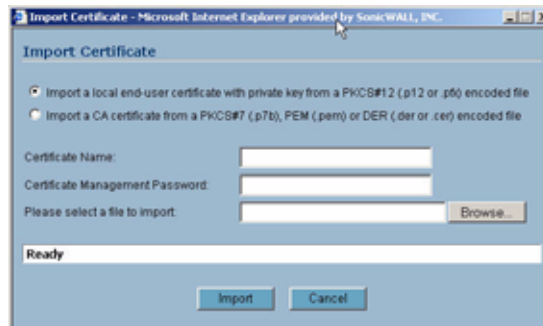 Import Certificate - Microsoft Internet Explorer provided by SonicWALL, INC.
Import Certificate
Import a local end-user certificate with private key from a PKCS#12 (.p12 or .pfx) encoded file
Import a CA certificate from a PKCS#7 (.p7b), PEM (.pem) or DER (.der or .cer) encoded file
Certificate Name:
Certificate Management Password:
Please select a file to import:
Browse...
Ready
Import
Cancel